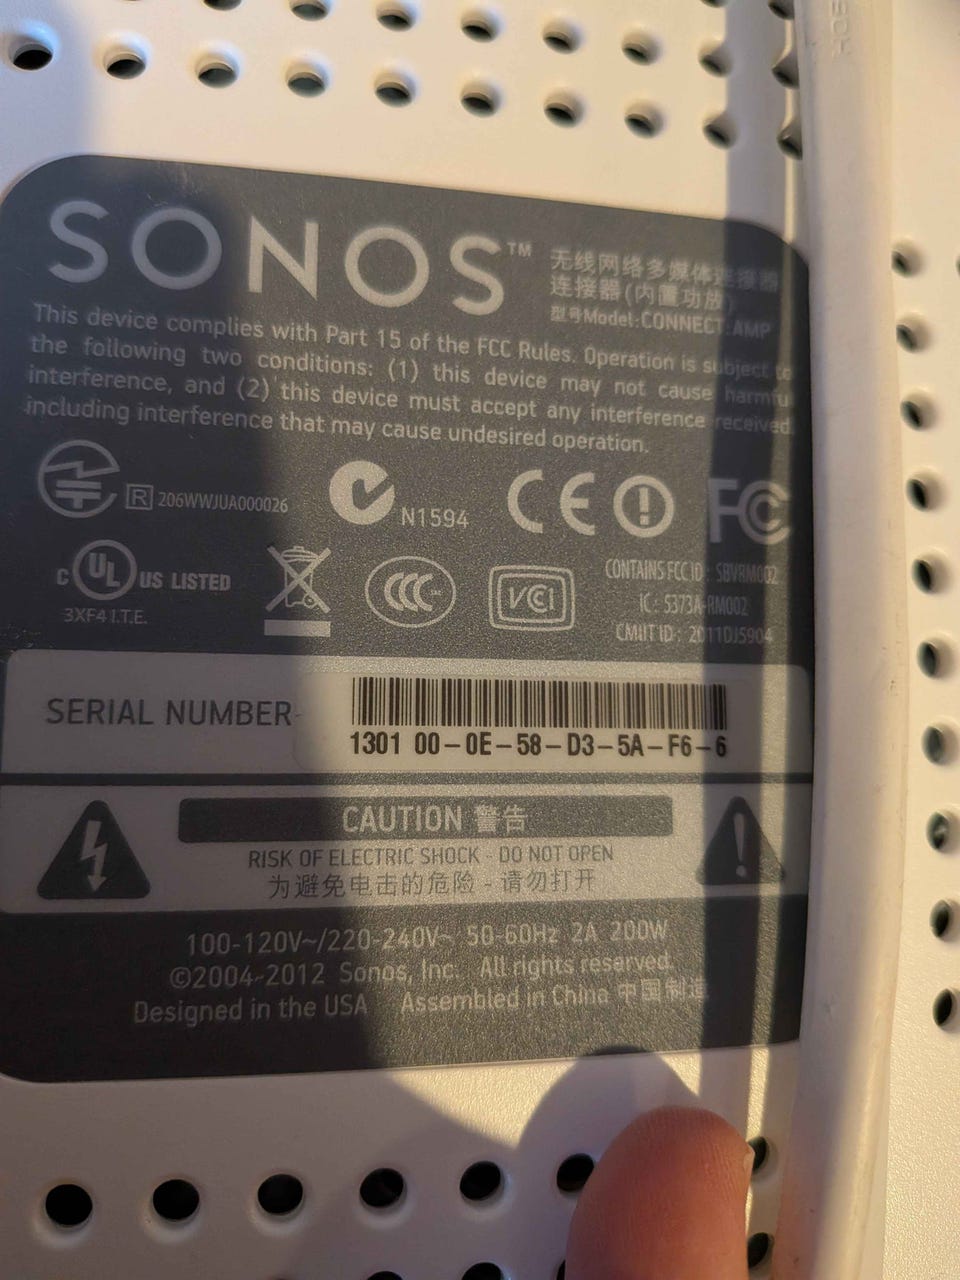 SONOS™
无线网络多媒体连接器
连接器(内置功放)
型号Model:CONNECT:AMP
This device complies with Part 15 of the FCC Rules. Operation is subject to
the following two conditions: (1) this device may not cause harmful
interference, and (2) this device must accept any interference received,
including interference that may cause undesired operation.
R 206WWJUA000026
N1594
CE
FC
C UL US LISTED
3XF4 I.T.E.
CCC
VCI
CONTAINS FCC ID : SBVRM002
IC : 5373A-RM002
CMIIT ID : 2011DJ5904
SERIAL NUMBER
1301 00-0E-58-D3-5A-F6-6
CAUTION 警告
RISK OF ELECTRIC SHOCK - DO NOT OPEN
为避免电击的危险 - 请勿打开
100-120V~/220-240V~ 50-60Hz 2A 200W
©2004-2012 Sonos, Inc. All rights reserved.
Designed in the USA Assembled in China 中国制造